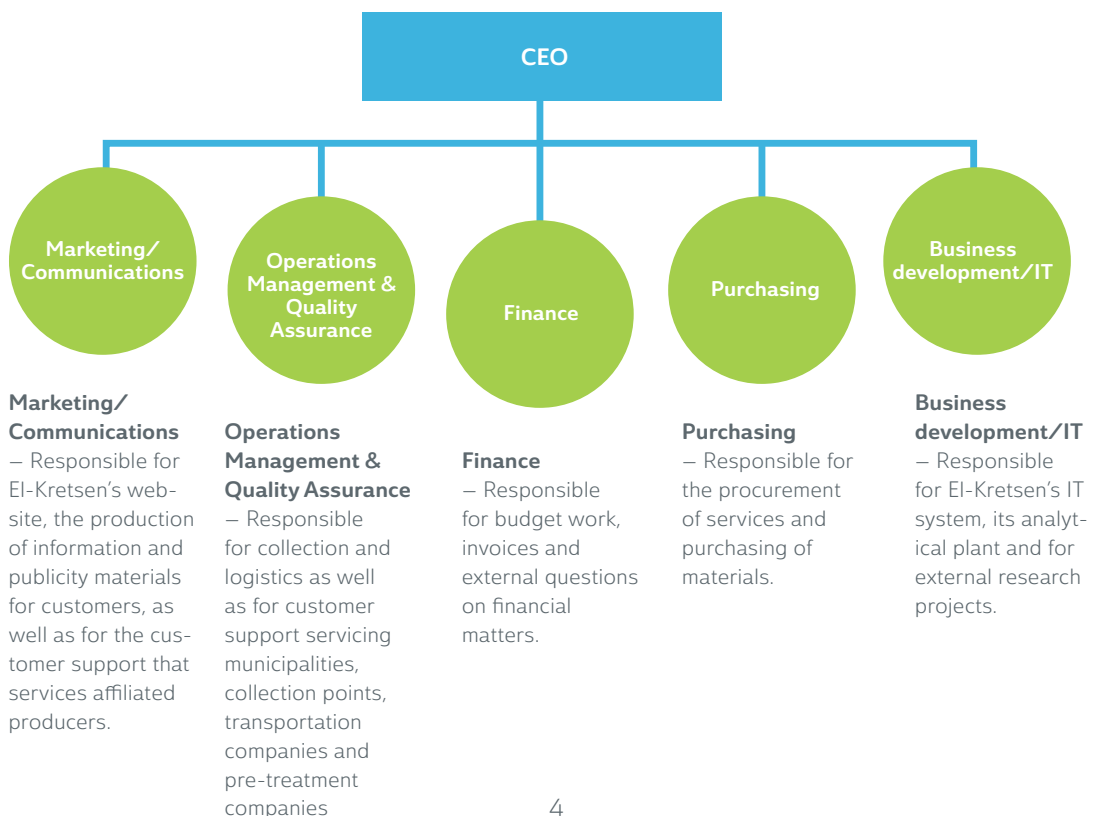 CEO
Marketing/
Communications
Operations
Management &
Quality
Assurance
Finance
Purchasing
Business
development/IT
Marketing/
Communications
– Responsible for
El-Kretsen's web-
site, the production
of information and
publicity materials
for customers, as
well as for the cus-
tomer support that
services affiliated
producers.
Operations
Management &
Quality Assurance
– Responsible
for collection and
logistics as well
as for customer
support servicing
municipalities,
collection points,
transportation
companies and
pre-treatment
companies
Finance
– Responsible
for budget work,
invoices and
external questions
on financial
matters.
Purchasing
– Responsible for
the procurement
of services and
purchasing of
materials.
Business
development/IT
– Responsible
for El-Kretsen's IT
system, its analyt-
ical plant and for
external research
projects.
4